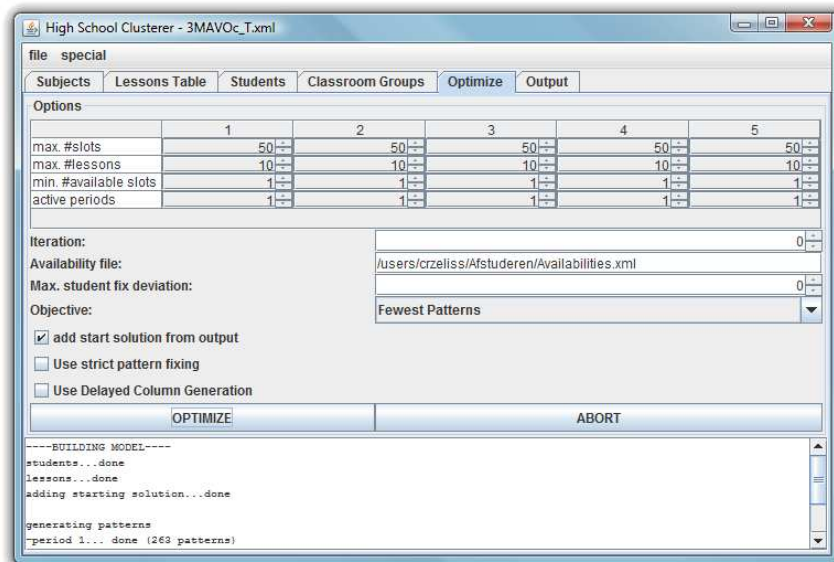 High School Clusterer - 3MAVOc_T.xml
file special
Subjects Lessons Table Students Classroom Groups Optimize Output
Options
1 2 3 4 5
max. #slots 50 50 50 50 50
max. #lessons 10 10 10 10 10
min. #available slots 1 1 1 1 1
active periods 1 1 1 1 1
Iteration: 0
Availability file: /users/crzeliss/Afstuderen/Availabilities.xml
Max. student fix deviation: 0
Objective: Fewest Patterns
add start solution from output
Use strict pattern fixing
Use Delayed Column Generation
OPTIMIZE ABORT
----BUILDING MODEL----
students...done
lessons...done
adding starting solution...done
generating patterns
-period 1... done (263 patterns)